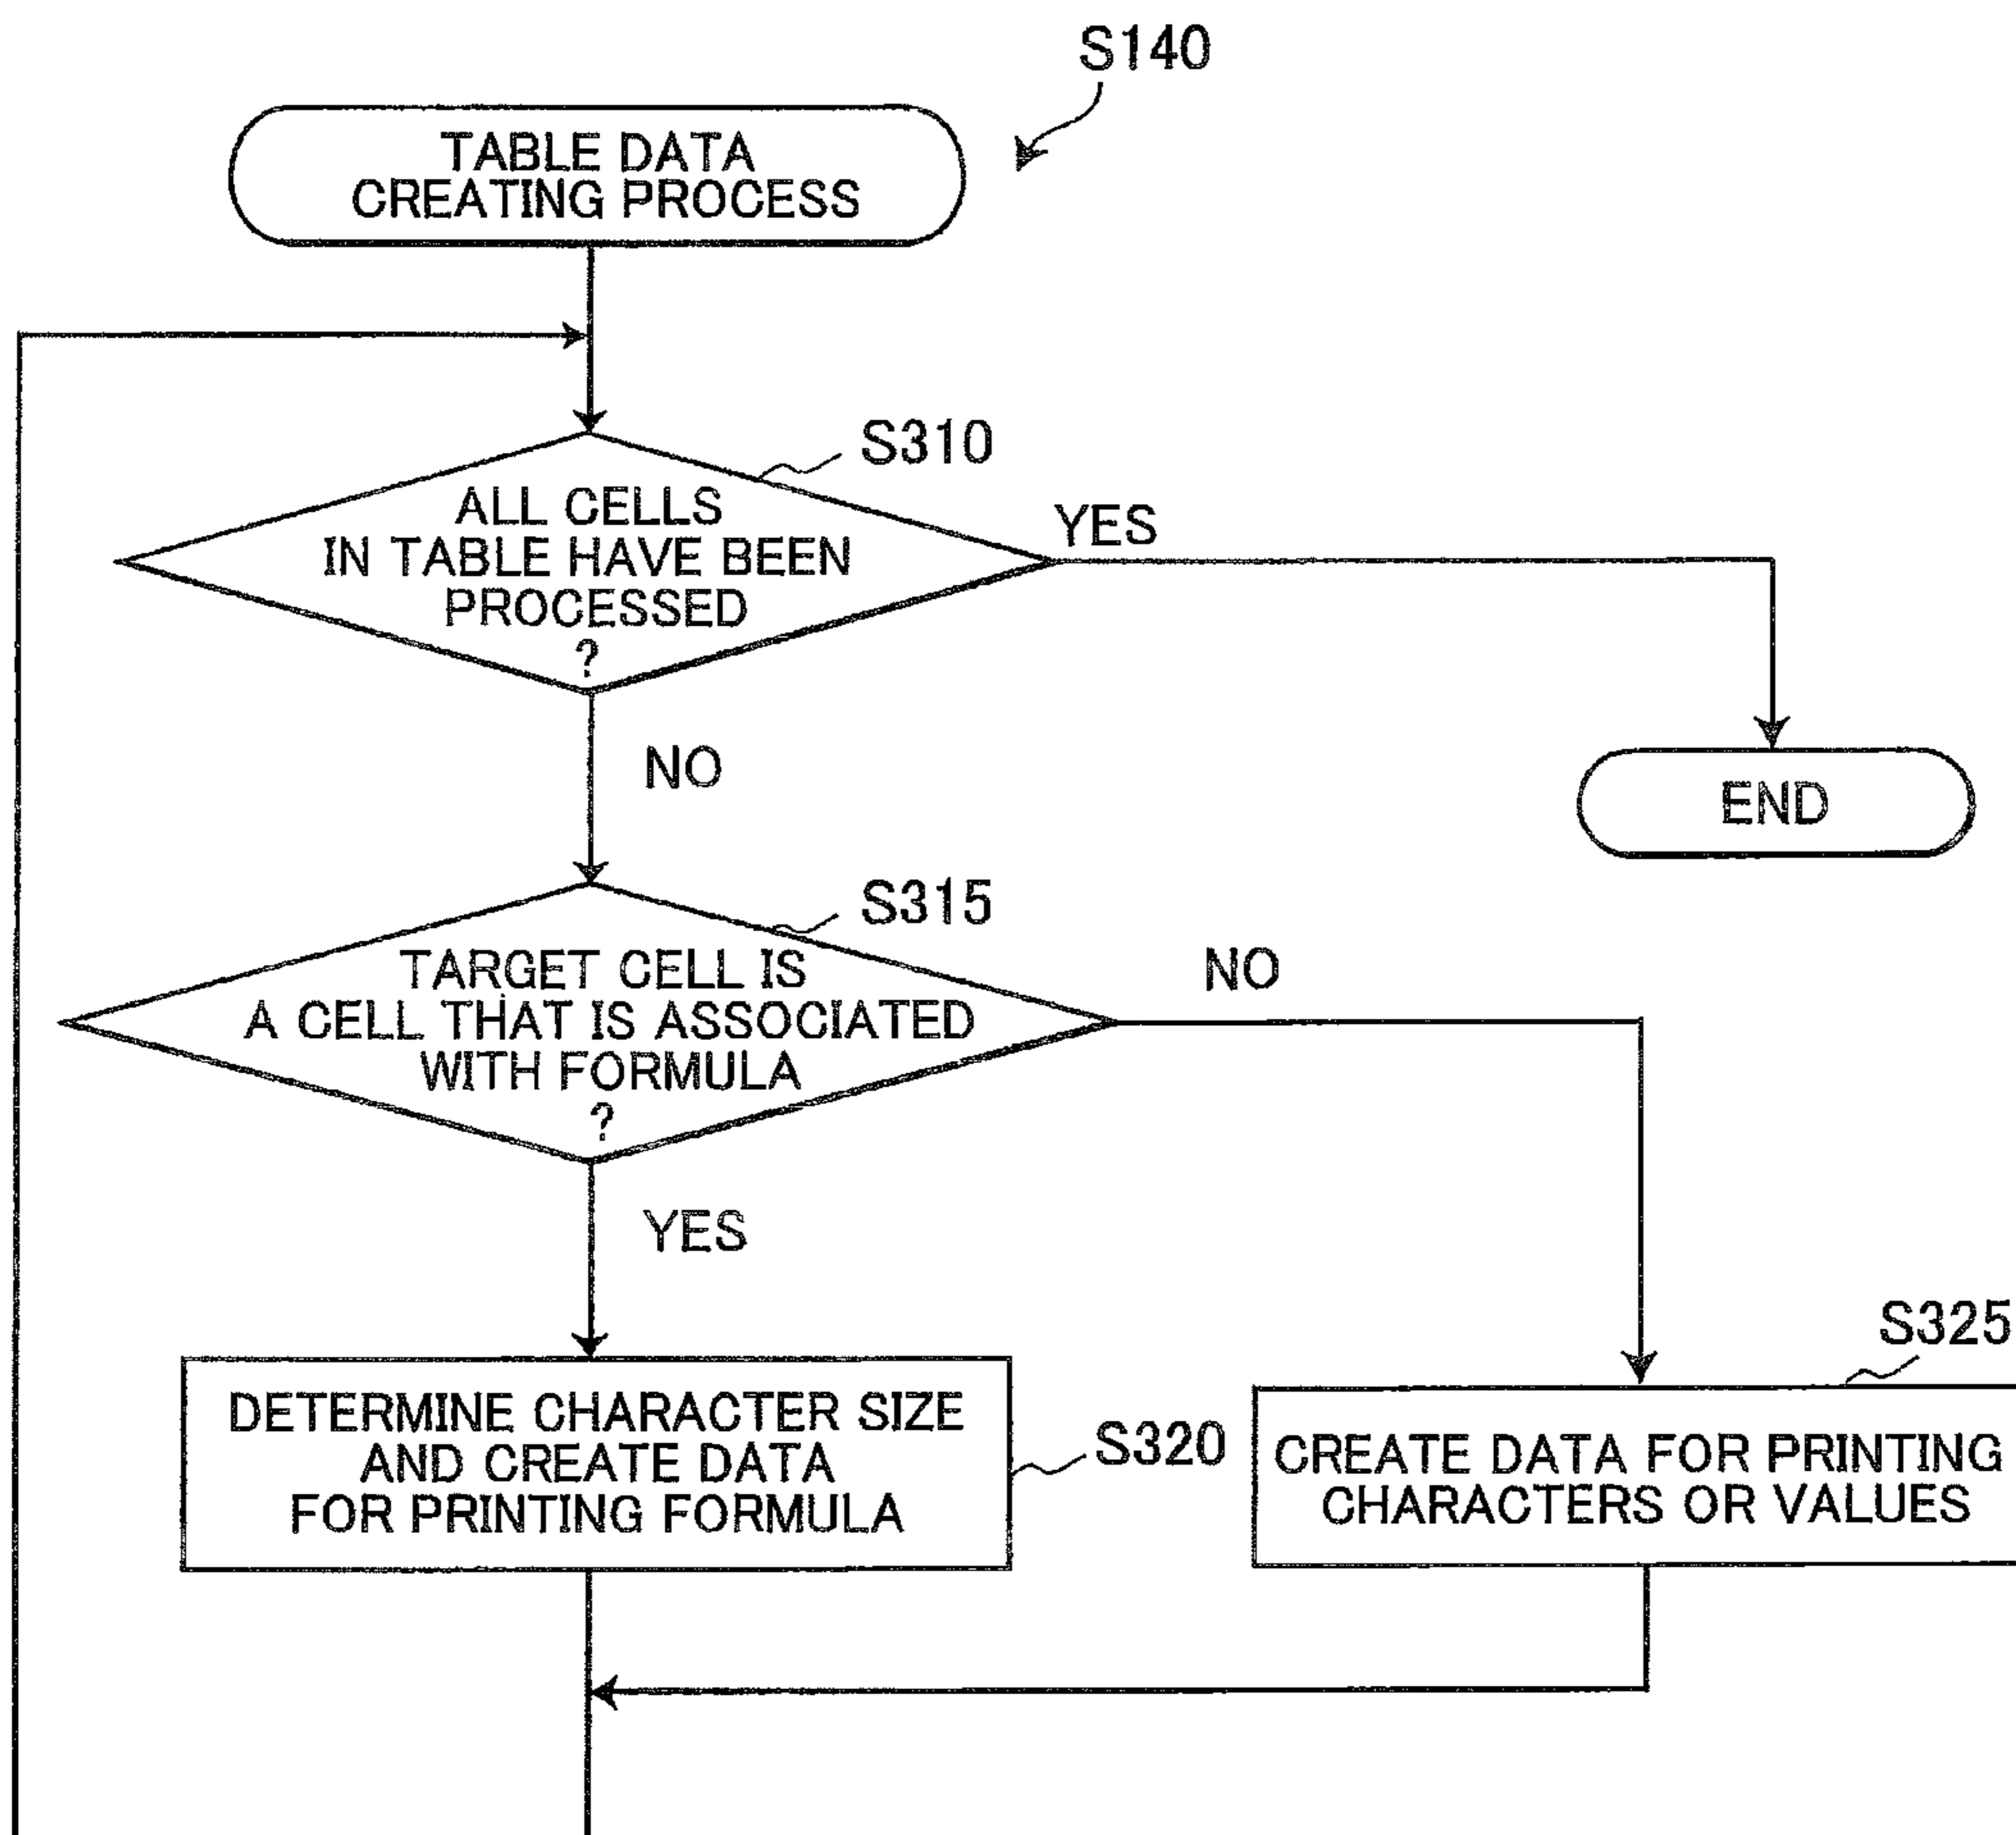 S140
TABLE DATA
CREATING PROCESS
S310
ALL CELLS
IN TABLE HAVE BEEN
PROCESSED
?
YES
NO
END
S315
TARGET CELL IS
A CELL THAT IS ASSOCIATED
WITH FORMULA
?
NO
YES
S325
DETERMINE CHARACTER SIZE
AND CREATE DATA
FOR PRINTING FORMULA
S320
CREATE DATA FOR PRINTING
CHARACTERS OR VALUES